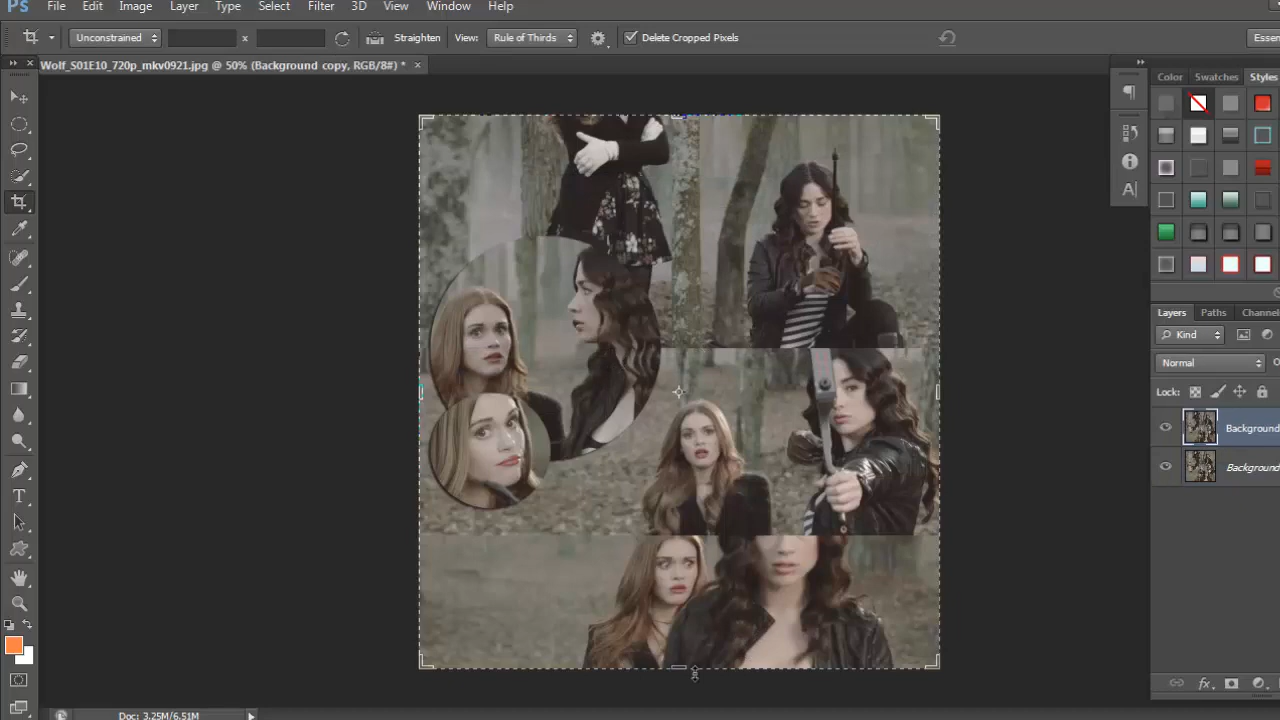 Ps File Edit Image Layer Type Select Filter 3D View Window Help
Unconstrained x Straighten View: Rule of Thirds Delete Cropped Pixels Essen
Wolf_S01E10_720p_mkv0921.jpg @ 50% (Background copy, RGB/8#) * ×
Color Swatches Styles
Layers Paths Channel
Kind
Normal
Lock:
Background
Background
fx
Doc: 3.25M/6.51M